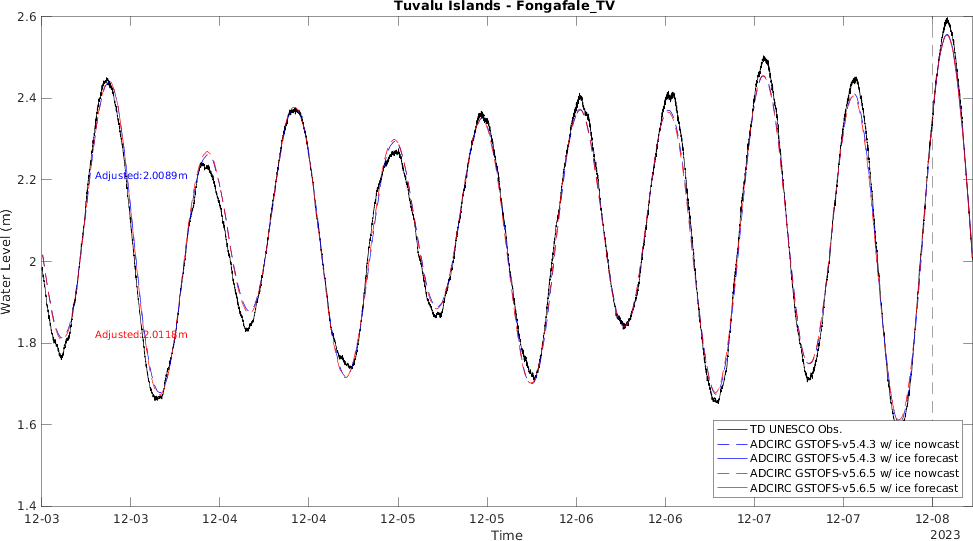 Tuvalu Islands - Fongafale_TV
2.6
2.4
2.2
2
1.8
1.6
1.4
Water Level (m)
Adjusted:2.0089m
Adjusted:2.0118m
TD UNESCO Obs.
ADCIRC GSTOFS-v5.4.3 w/ ice nowcast
ADCIRC GSTOFS-v5.4.3 w/ ice forecast
ADCIRC GSTOFS-v5.6.5 w/ ice nowcast
ADCIRC GSTOFS-v5.6.5 w/ ice forecast
12-03 12-03 12-04 12-04 12-05 12-05 12-06 12-06 12-07 12-07 12-08
2023
Time